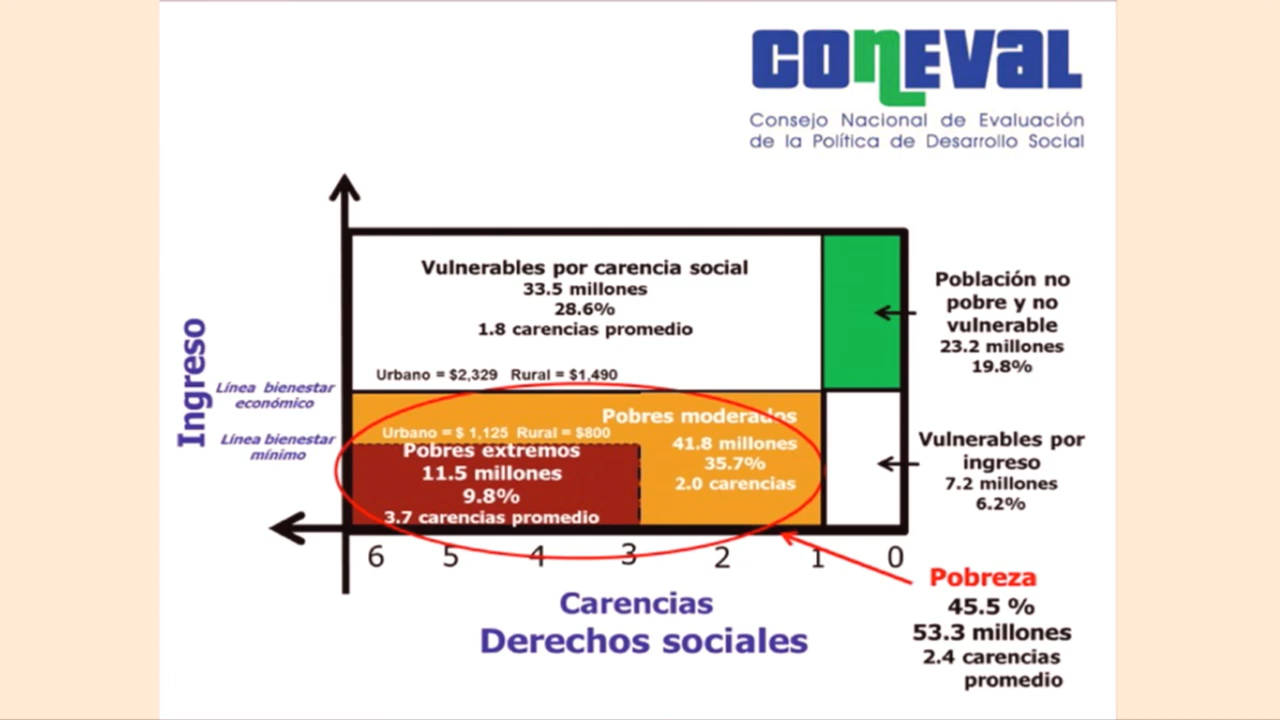 CONEVAL
Consejo Nacional de Evaluación
de la Política de Desarrollo Social
Ingreso
Línea bienestar
económico
Línea bienestar
mínimo
Vulnerables por carencia social
33.5 millones
28.6%
1.8 carencias promedio
Urbano = $2,329 Rural = $1,490
Pobres moderados
41.8 millones
35.7%
2.0 carencias
Urbano = $ 1,125 Rural = $800
Pobres extremos
11.5 millones
9.8%
3.7 carencias promedio
Población no
pobre y no
vulnerable
23.2 millones
19.8%
Vulnerables por
ingreso
7.2 millones
6.2%
6 5 4 3 2 1 0
Carencias
Derechos sociales
Pobreza
45.5 %
53.3 millones
2.4 carencias
promedio